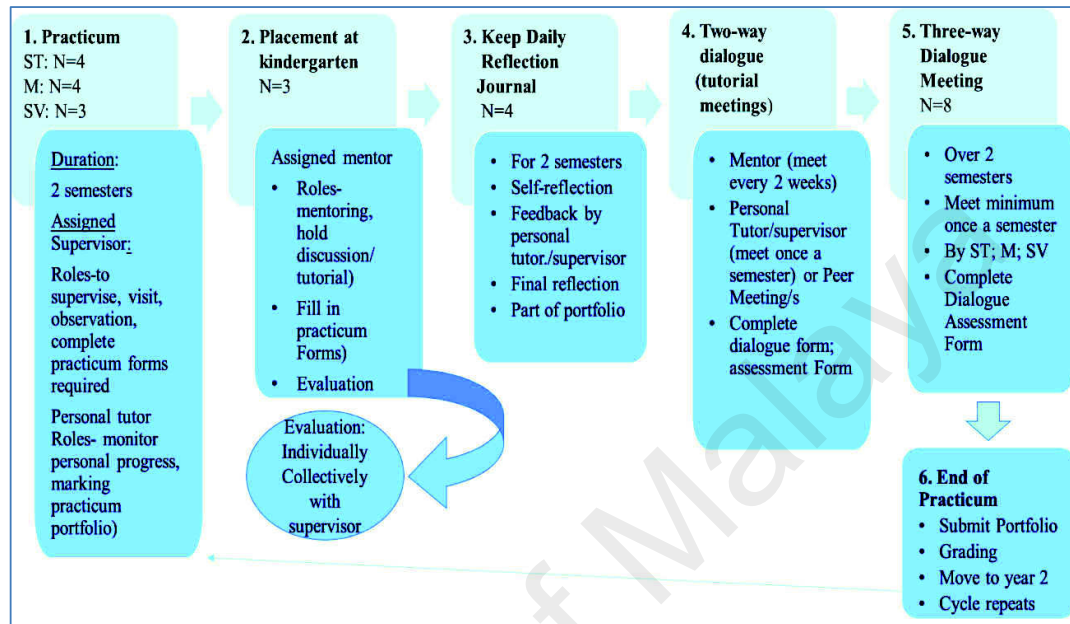 1. Practicum
ST: N=4
M: N=4
SV: N=3
Duration:
2 semesters
Assigned
Supervisor:
Roles-to
supervise, visit,
observation,
complete
practicum forms
required
Personal tutor
Roles- monitor
personal progress,
marking
practicum
portfolio)
2. Placement at
kindergarten
N=3
Assigned mentor
• Roles-
mentoring,
hold
discussion/
tutorial)
• Fill in
practicum
Forms)
• Evaluation
Evaluation:
Individually
Collectively
with
supervisor
3. Keep Daily
Reflection
Journal
N=4
• For 2 semesters
• Self-reflection
• Feedback by
personal
tutor./supervisor
• Final reflection
• Part of portfolio
4. Two-way
dialogue
(tutorial
meetings)
• Mentor (meet
every 2 weeks)
• Personal
Tutor/supervisor
(meet once a
semester) or Peer
Meeting/s
• Complete
dialogue form;
assessment Form
5. Three-way
Dialogue
Meeting
N=8
• Over 2
semesters
• Meet minimum
once a semester
• By ST; M; SV
• Complete
Dialogue
Assessment
Form
6. End of
Practicum
• Submit Portfolio
• Grading
• Move to year 2
• Cycle repeats
of Malaya